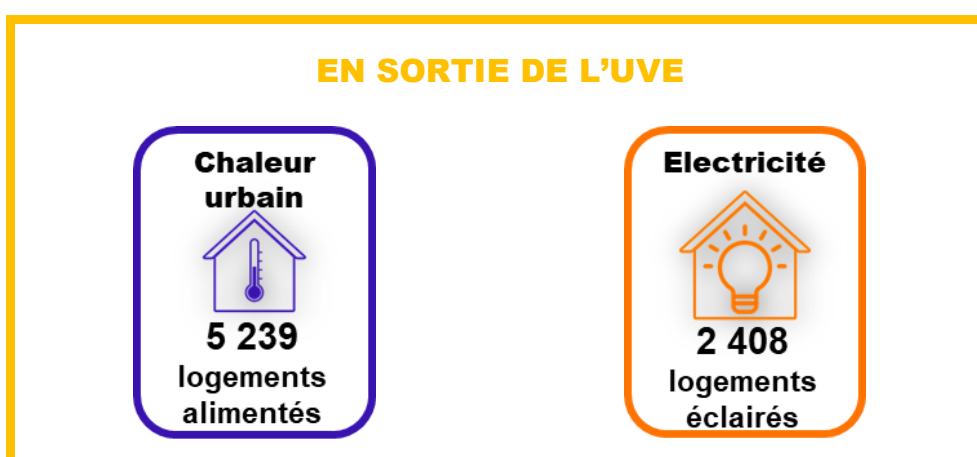 EN SORTIE DE L’UVE
Chaleur
urbain
5 239
logements
alimentés
Electricité
2 408
logements
éclairés